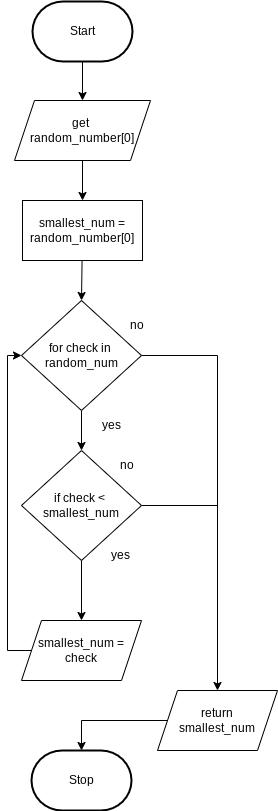 Start
get
random_number[0]
smallest_num =
random_number[0]
no
for check in
random_num
yes
no
if check <
smallest_num
yes
smallest_num =
check
return
smallest_num
Stop